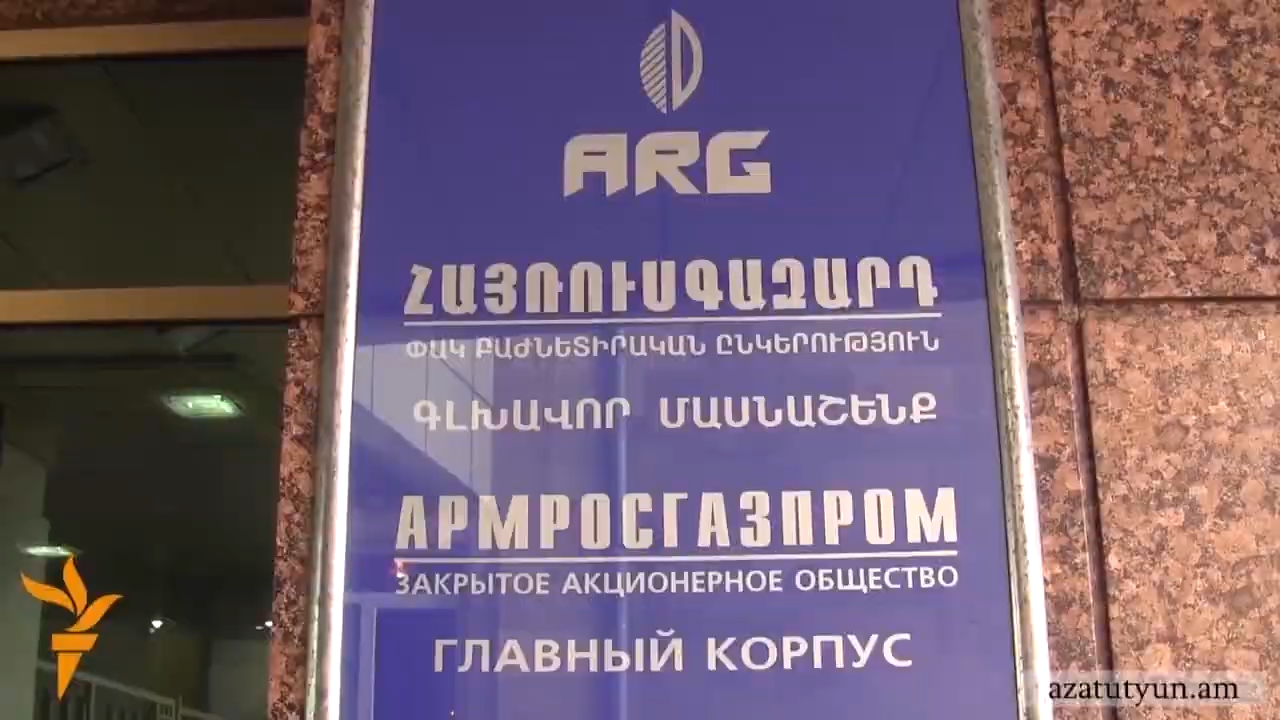 ARG
ՀԱՅՌՈՒՍԳԱԶԱՐԴ
ՓԱԿ ԲԱԺՆԵՏԻՐԱԿԱՆ ԸՆԿԵՐՈՒԹՅՈՒՆ
ԳԼԽԱՎՈՐ ՄԱՍՆԱՇԵՆՔ
АРМРОСГАЗПРОМ
ЗАКРЫТОЕ АКЦИОНЕРНОЕ ОБЩЕСТВО
ГЛАВНЫЙ КОРПУС
azatutyun.am